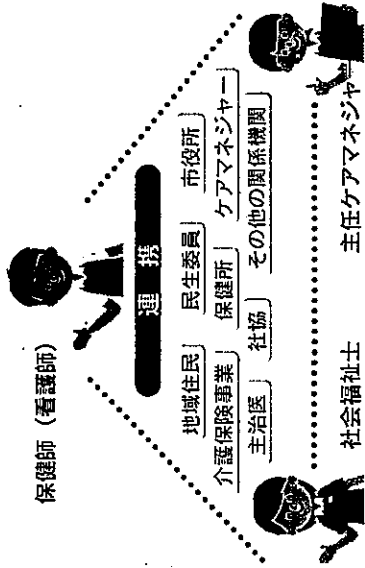 保健師（看護師）
連携
地域住民 民生委員 市役所
介護保険事業 保健所 ケアマネジャー
主治医 社協 その他の関係機関
社会福祉士 主任ケアマネジャ